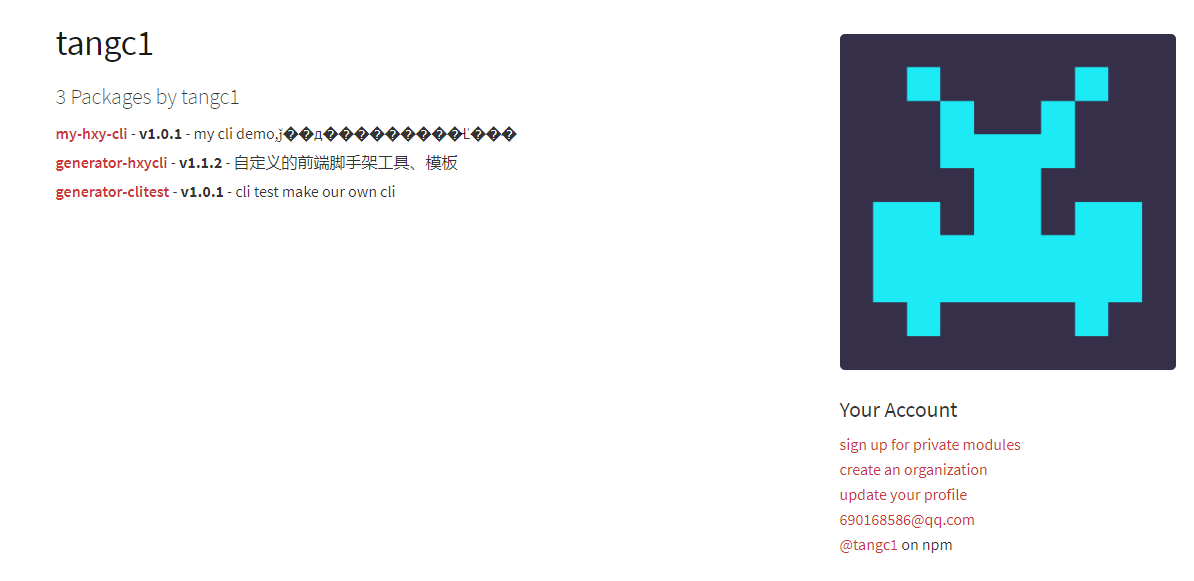 tangc1
3 Packages by tangc1
my-hxy-cli - v1.0.1 - my cli demo,ǰ��д���������Ŀ���
generator-hxycli - v1.1.2 - 自定义的前端脚手架工具、模板
generator-clitest - v1.0.1 - cli test make our own cli
Your Account
sign up for private modules
create an organization
update your profile
690168586@qq.com
@tangc1 on npm